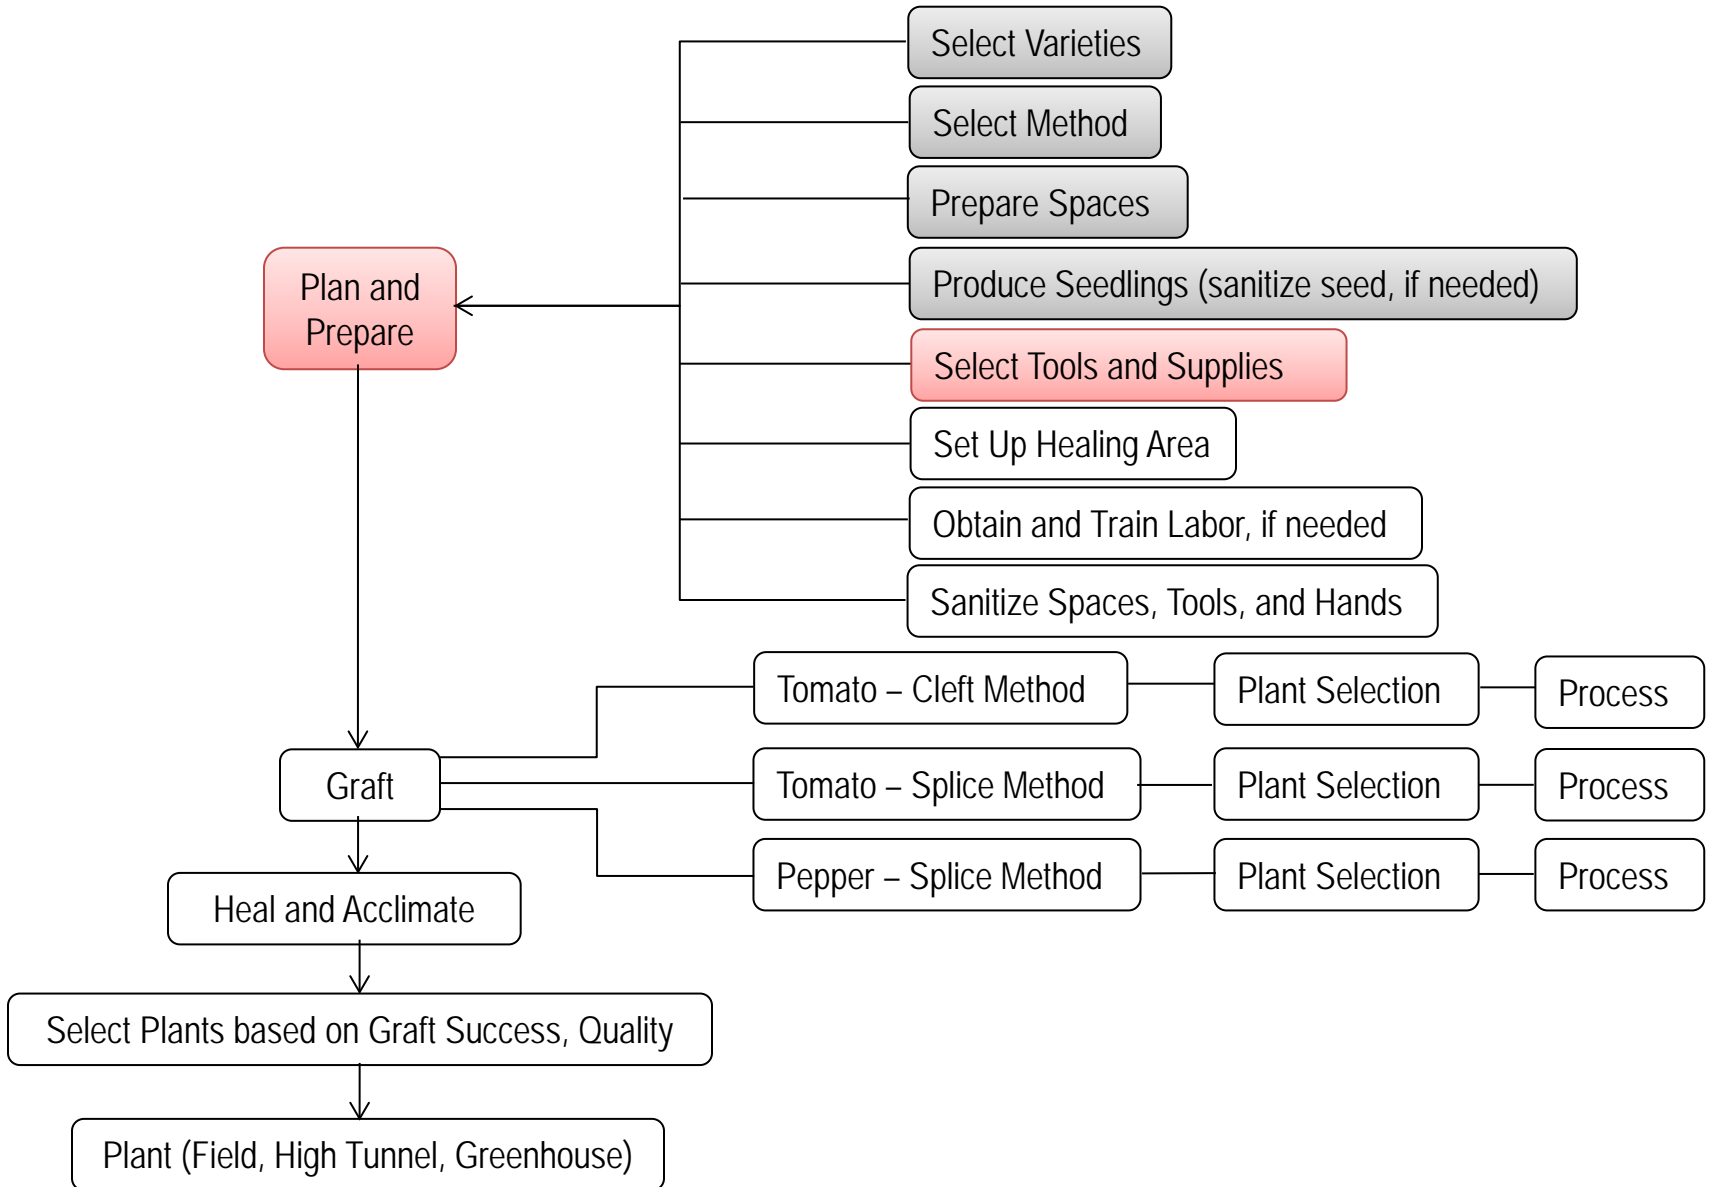 Select Varieties
Select Method
Prepare Spaces
Produce Seedlings (sanitize seed, if needed)
Plan and
Prepare
Select Tools and Supplies
Set Up Healing Area
Obtain and Train Labor, if needed
Sanitize Spaces, Tools, and Hands
Tomato – Cleft Method
Plant Selection
Process
Graft
Tomato – Splice Method
Plant Selection
Process
Pepper – Splice Method
Plant Selection
Process
Heal and Acclimate
Select Plants based on Graft Success, Quality
Plant (Field, High Tunnel, Greenhouse)